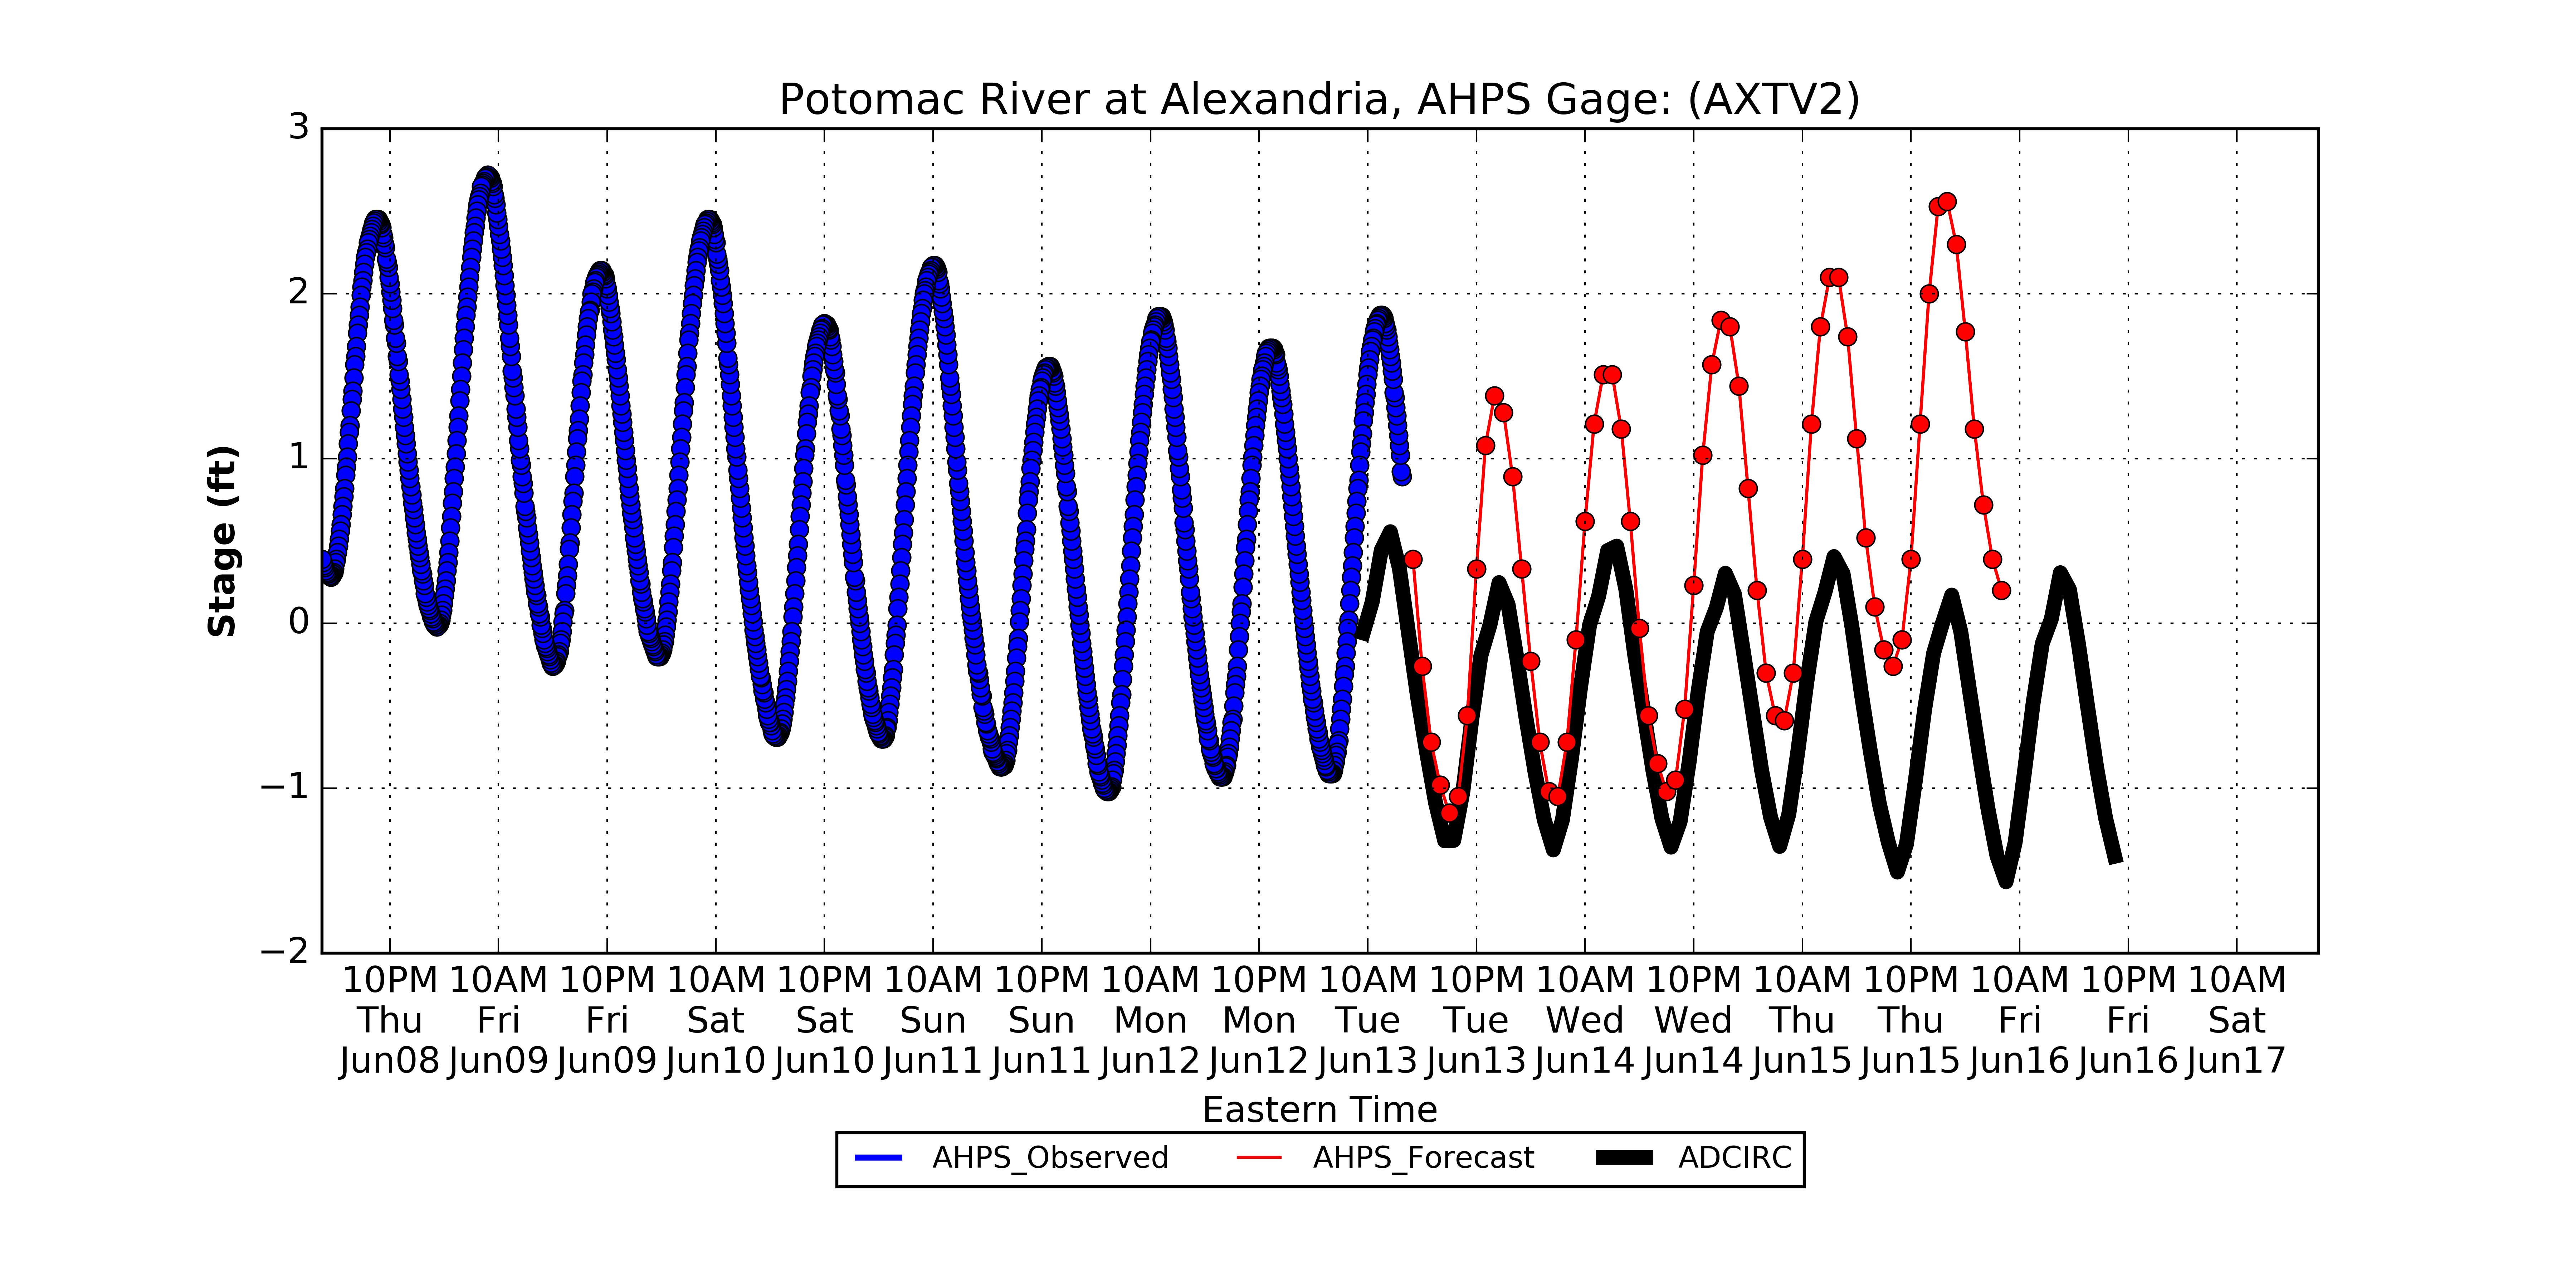 Potomac River at Alexandria, AHPS Gage: (AXTV2)
3
2
1
0
−1
−2
Stage (ft)
10PM 10AM 10PM 10AM 10PM 10AM 10PM 10AM 10PM 10AM 10PM 10AM 10PM 10AM 10PM 10AM 10PM 10AM
Thu Fri Fri Sat Sat Sun Sun Mon Mon Tue Tue Wed Wed Thu Thu Fri Fri Sat
Jun08 Jun09 Jun09 Jun10 Jun10 Jun11 Jun11 Jun12 Jun12 Jun13 Jun13 Jun14 Jun14 Jun15 Jun15 Jun16 Jun16 Jun17
Eastern Time
AHPS_Observed AHPS_Forecast ADCIRC